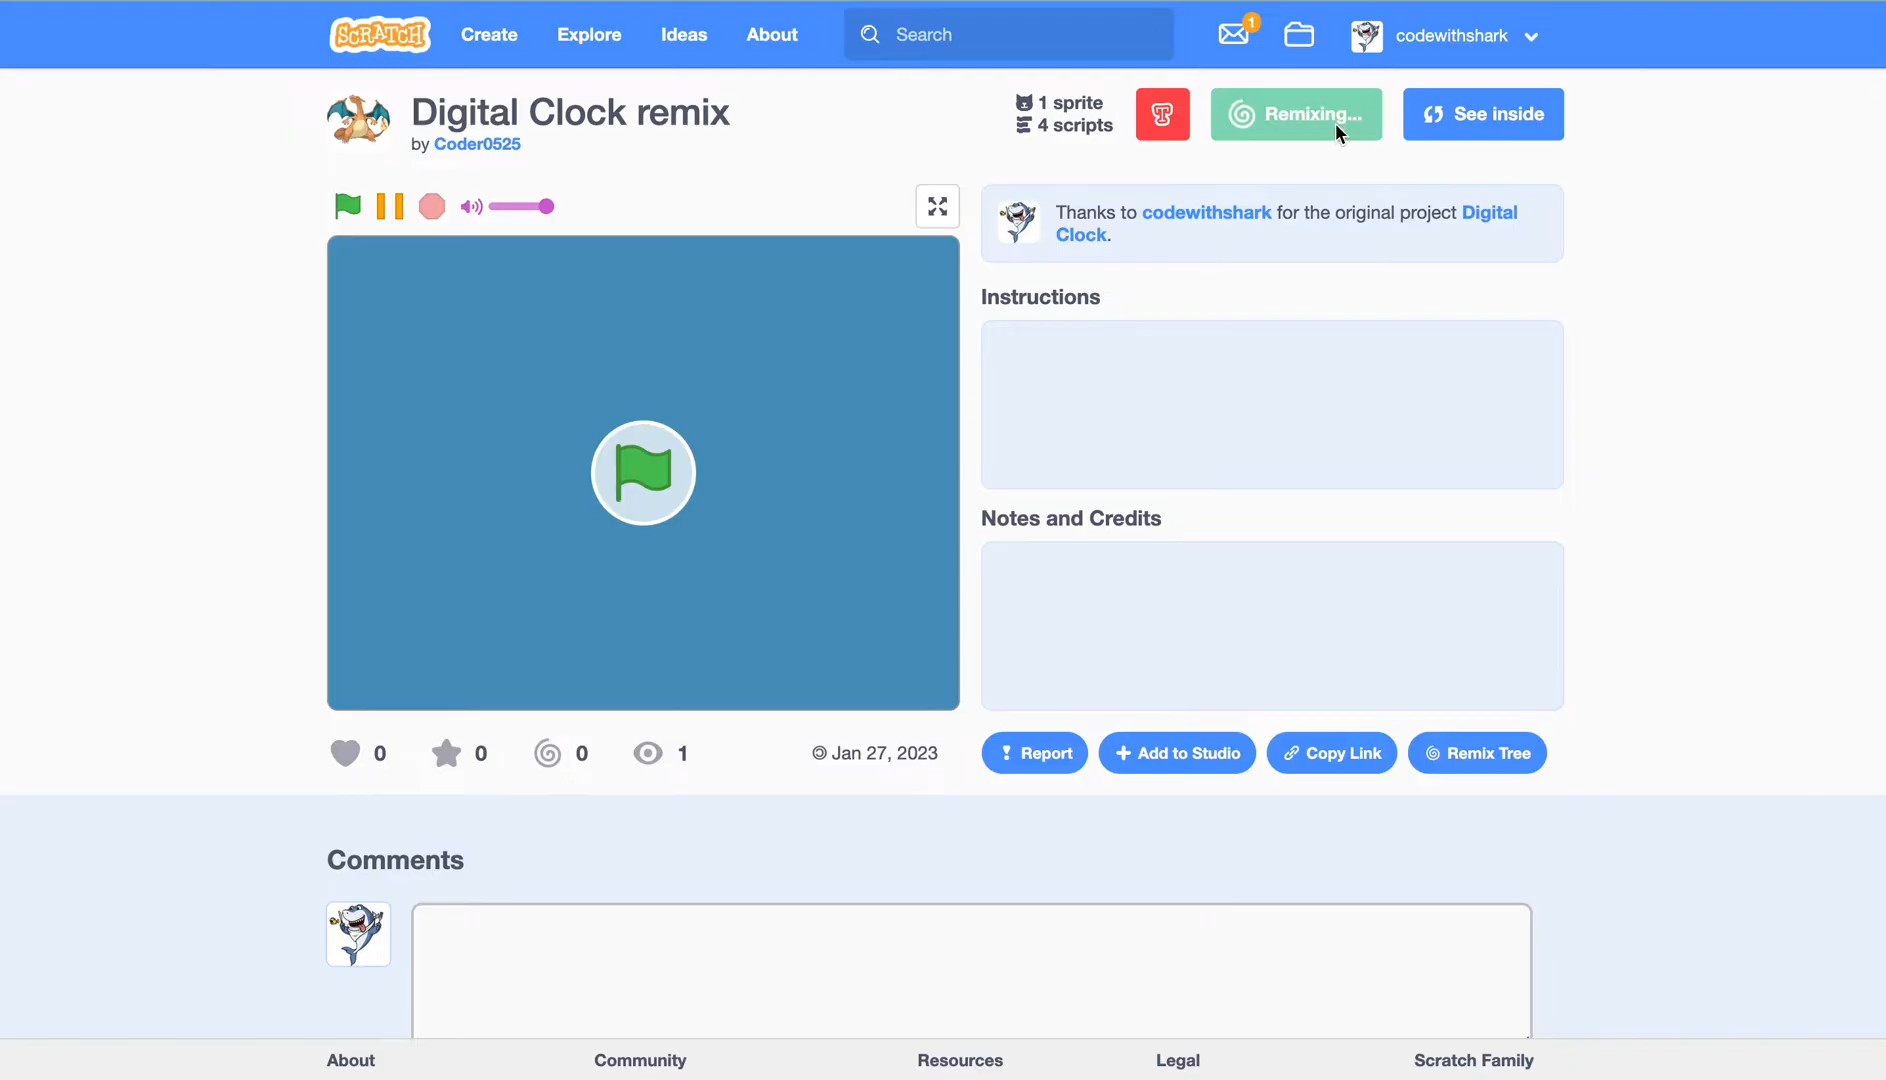 SCRATCH Create Explore Ideas About Search 1 codewithshark
Digital Clock remix
by Coder0525
1 sprite
4 scripts
Remixing...
See inside
Thanks to codewithshark for the original project Digital
Clock.
Instructions
Notes and Credits
0 0 0 1 Jan 27, 2023
Report Add to Studio Copy Link Remix Tree
Comments
About Community Resources Legal Scratch Family